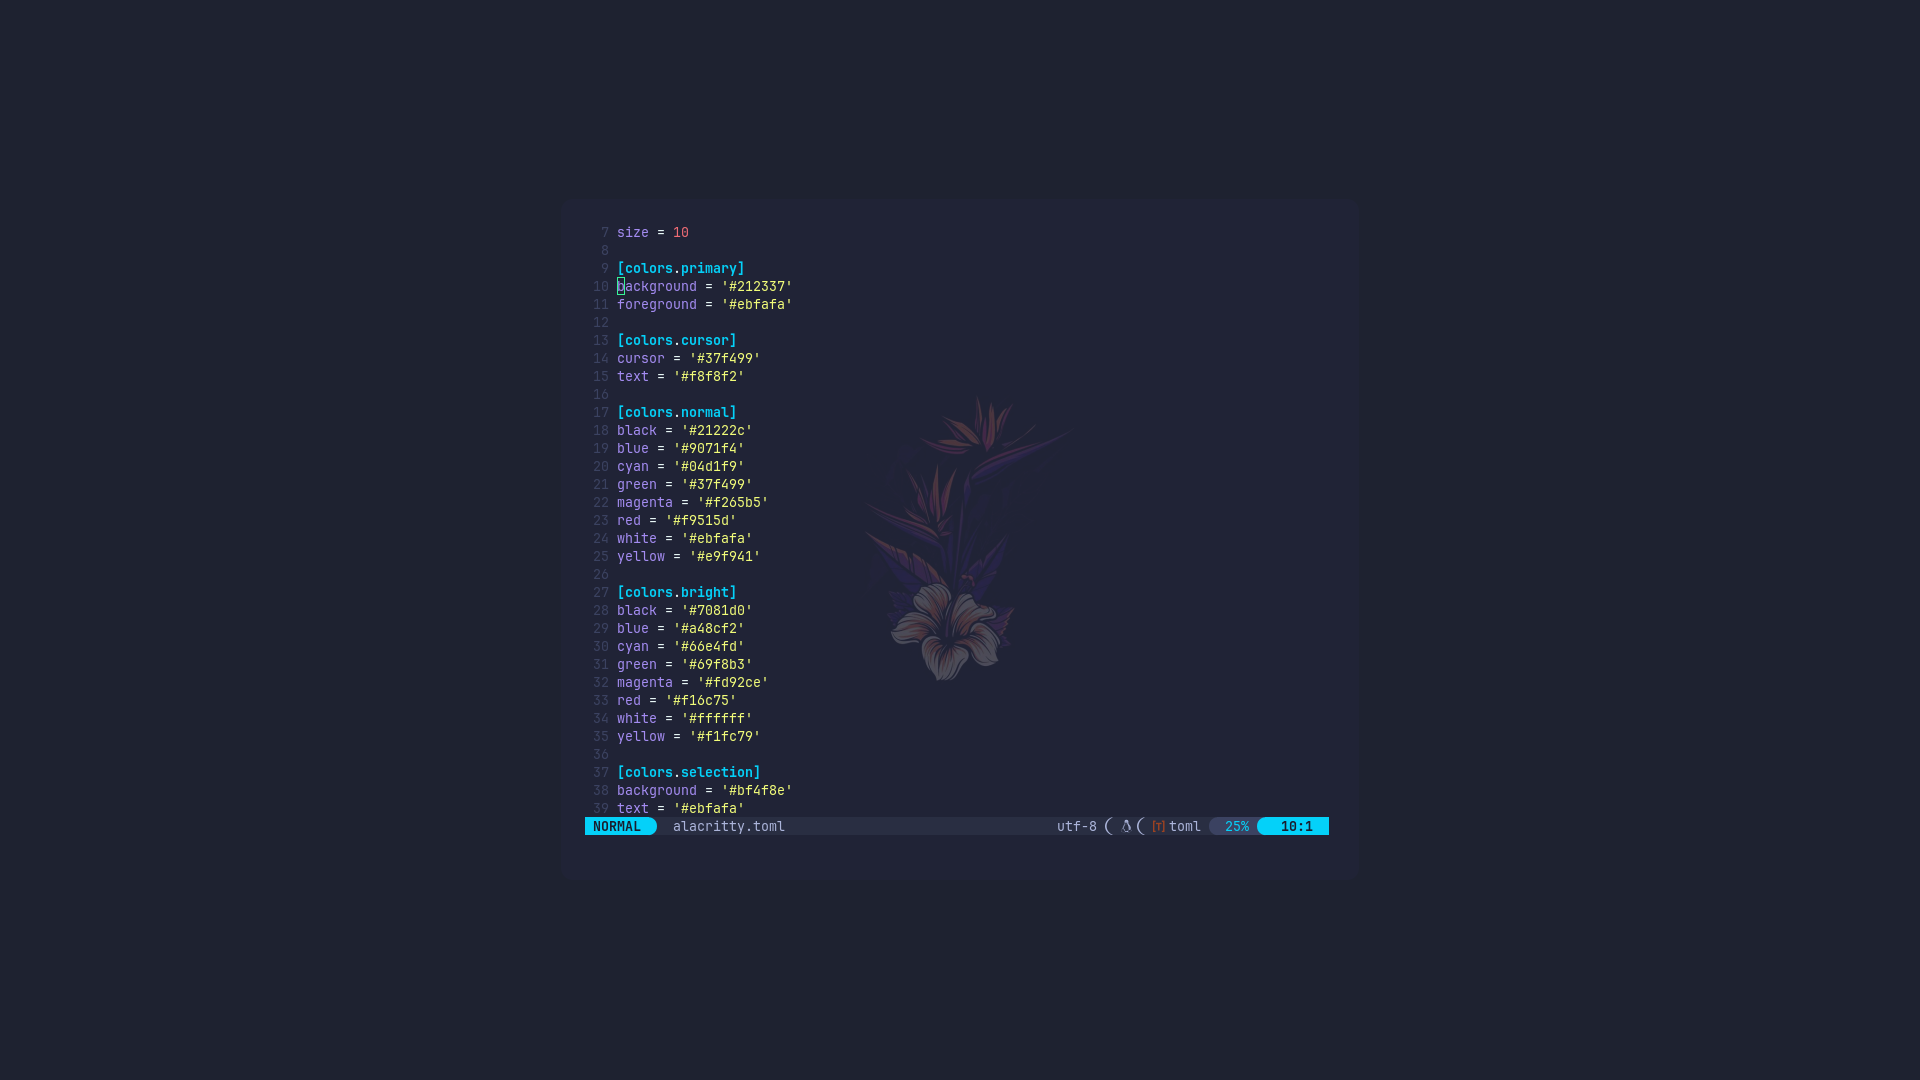 7 size = 10
8
9 [colors.primary]
10 background = '#212337'
11 foreground = '#ebfafa'
12
13 [colors.cursor]
14 cursor = '#37f499'
15 text = '#f8f8f2'
16
17 [colors.normal]
18 black = '#21222c'
19 blue = '#9071f4'
20 cyan = '#04d1f9'
21 green = '#37f499'
22 magenta = '#f265b5'
23 red = '#f9515d'
24 white = '#ebfafa'
25 yellow = '#e9f941'
26
27 [colors.bright]
28 black = '#7081d0'
29 blue = '#a48cf2'
30 cyan = '#66e4fd'
31 green = '#69f8b3'
32 magenta = '#fd92ce'
33 red = '#f16c75'
34 white = '#ffffff'
35 yellow = '#f1fc79'
36
37 [colors.selection]
38 background = '#bf4f8e'
39 text = '#ebfafa'
NORMAL alacritty.toml utf-8 [T] toml 25% 10:1